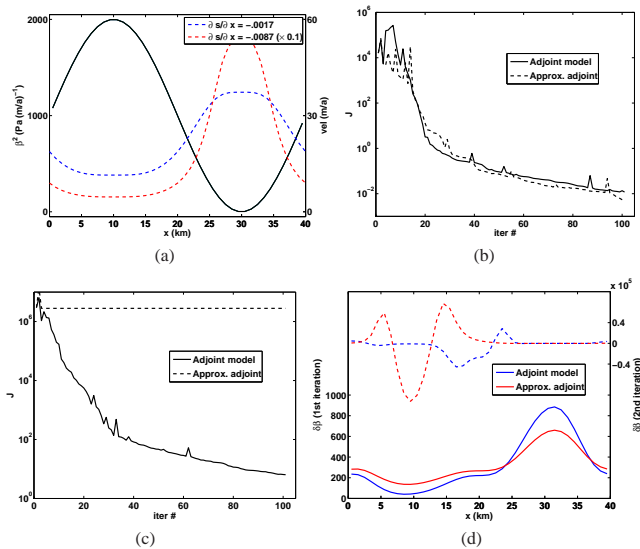 ∂ s/∂ x = −.0017
∂ s/∂ x = −.0087 (× 0.1)
2000
1000
0
β² (Pa (m/a)⁻¹)
60
60
vel (m/a)
0 5 10 15 20 25 30 35 40
x (km)
(a)
Adjoint model
Approx. adjoint
10⁶
10⁴
10²
10⁰
10⁻²
J
0 20 40 60 80 100
iter #
(b)
10⁶
10⁴
10²
10⁰
J
Adjoint model
Approx. adjoint
0 20 40 60 80 100
iter #
(c)
x 10⁵
0.4
0
−0.4
δβ (2nd iteration)
Adjoint model
Approx. adjoint
1000
800
600
400
200
0
δβ (1st iteration)
0 5 10 15 20 25 30 35 40
x (km)
(d)